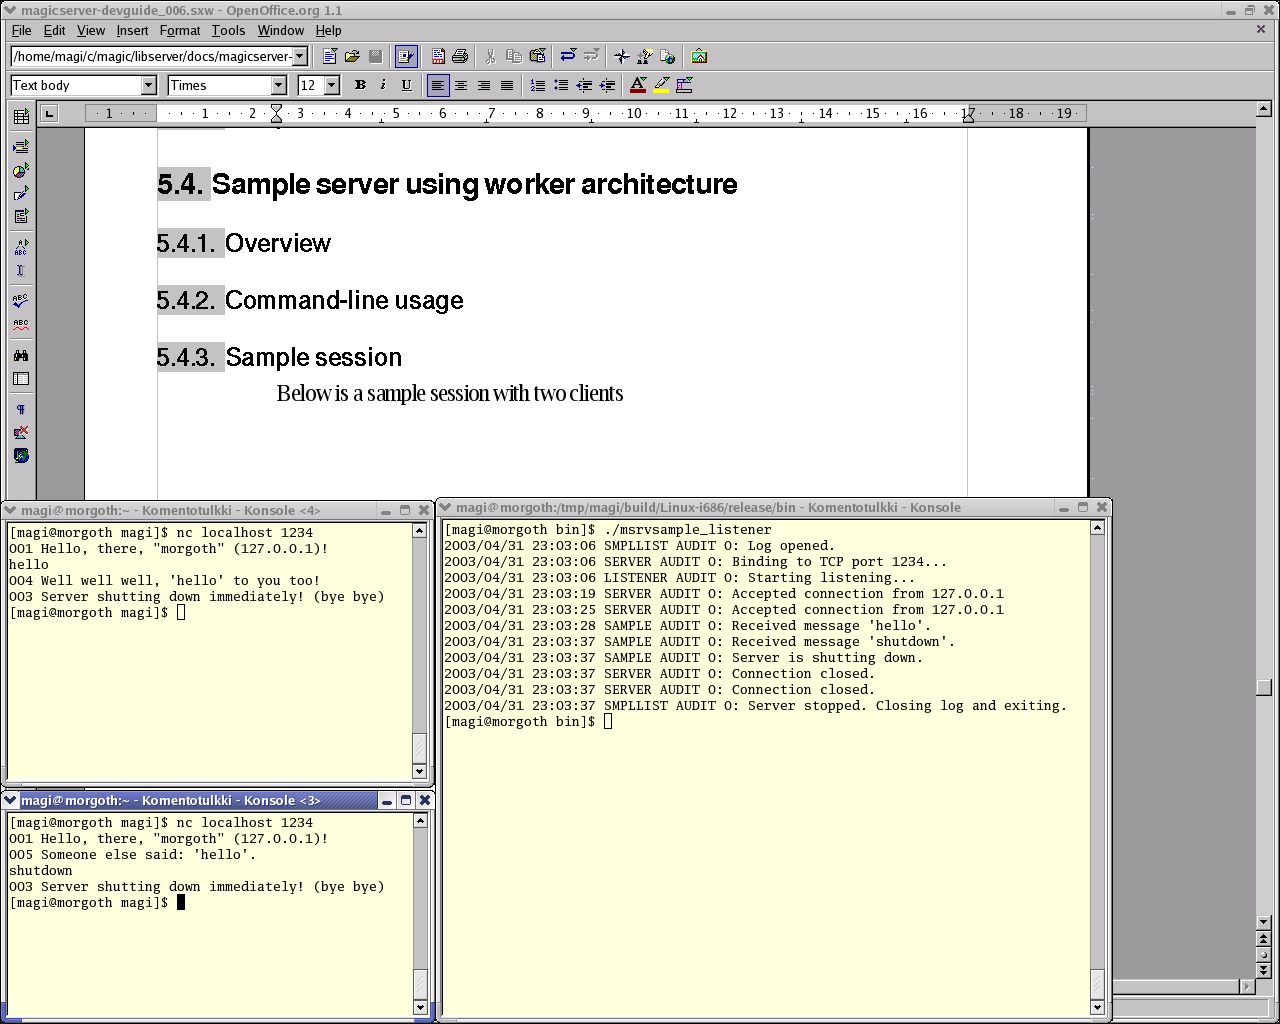 magicserver-devguide_006.sxw - OpenOffice.org 1.1
File Edit View Insert Format Tools Window Help
/home/magi/c/magic/libserver/docs/magicserver-
Text body Times 12 B i U
1 1 2 3 4 5 6 7 8 9 10 11 12 13 14 15 16 17 18 19
5.4. Sample server using worker architecture
5.4.1. Overview
5.4.2. Command-line usage
5.4.3. Sample session
Below is a sample session with two clients
magi@morgoth:~ - Komentotulkki - Konsole <4>
[magi@morgoth magi]$ nc localhost 1234
001 Hello, there, "morgoth" (127.0.0.1)!
hello
004 Well well well, 'hello' to you too!
003 Server shutting down immediately! (bye bye)
[magi@morgoth magi]$
magi@morgoth:~ - Komentotulkki - Konsole <3>
[magi@morgoth magi]$ nc localhost 1234
001 Hello, there, "morgoth" (127.0.0.1)!
005 Someone else said: 'hello'.
shutdown
003 Server shutting down immediately! (bye bye)
[magi@morgoth magi]$
magi@morgoth:/tmp/magi/build/Linux-i686/release/bin - Komentotulkki - Konsole
[magi@morgoth bin]$ ./msrvsample_listener
2003/04/31 23:03:06 SMPLLIST AUDIT 0: Log opened.
2003/04/31 23:03:06 SERVER AUDIT 0: Binding to TCP port 1234...
2003/04/31 23:03:06 LISTENER AUDIT 0: Starting listening...
2003/04/31 23:03:19 SERVER AUDIT 0: Accepted connection from 127.0.0.1
2003/04/31 23:03:25 SERVER AUDIT 0: Accepted connection from 127.0.0.1
2003/04/31 23:03:28 SAMPLE AUDIT 0: Received message 'hello'.
2003/04/31 23:03:37 SAMPLE AUDIT 0: Received message 'shutdown'.
2003/04/31 23:03:37 SAMPLE AUDIT 0: Server is shutting down.
2003/04/31 23:03:37 SERVER AUDIT 0: Connection closed.
2003/04/31 23:03:37 SERVER AUDIT 0: Connection closed.
2003/04/31 23:03:37 SMPLLIST AUDIT 0: Server stopped. Closing log and exiting.
[magi@morgoth bin]$